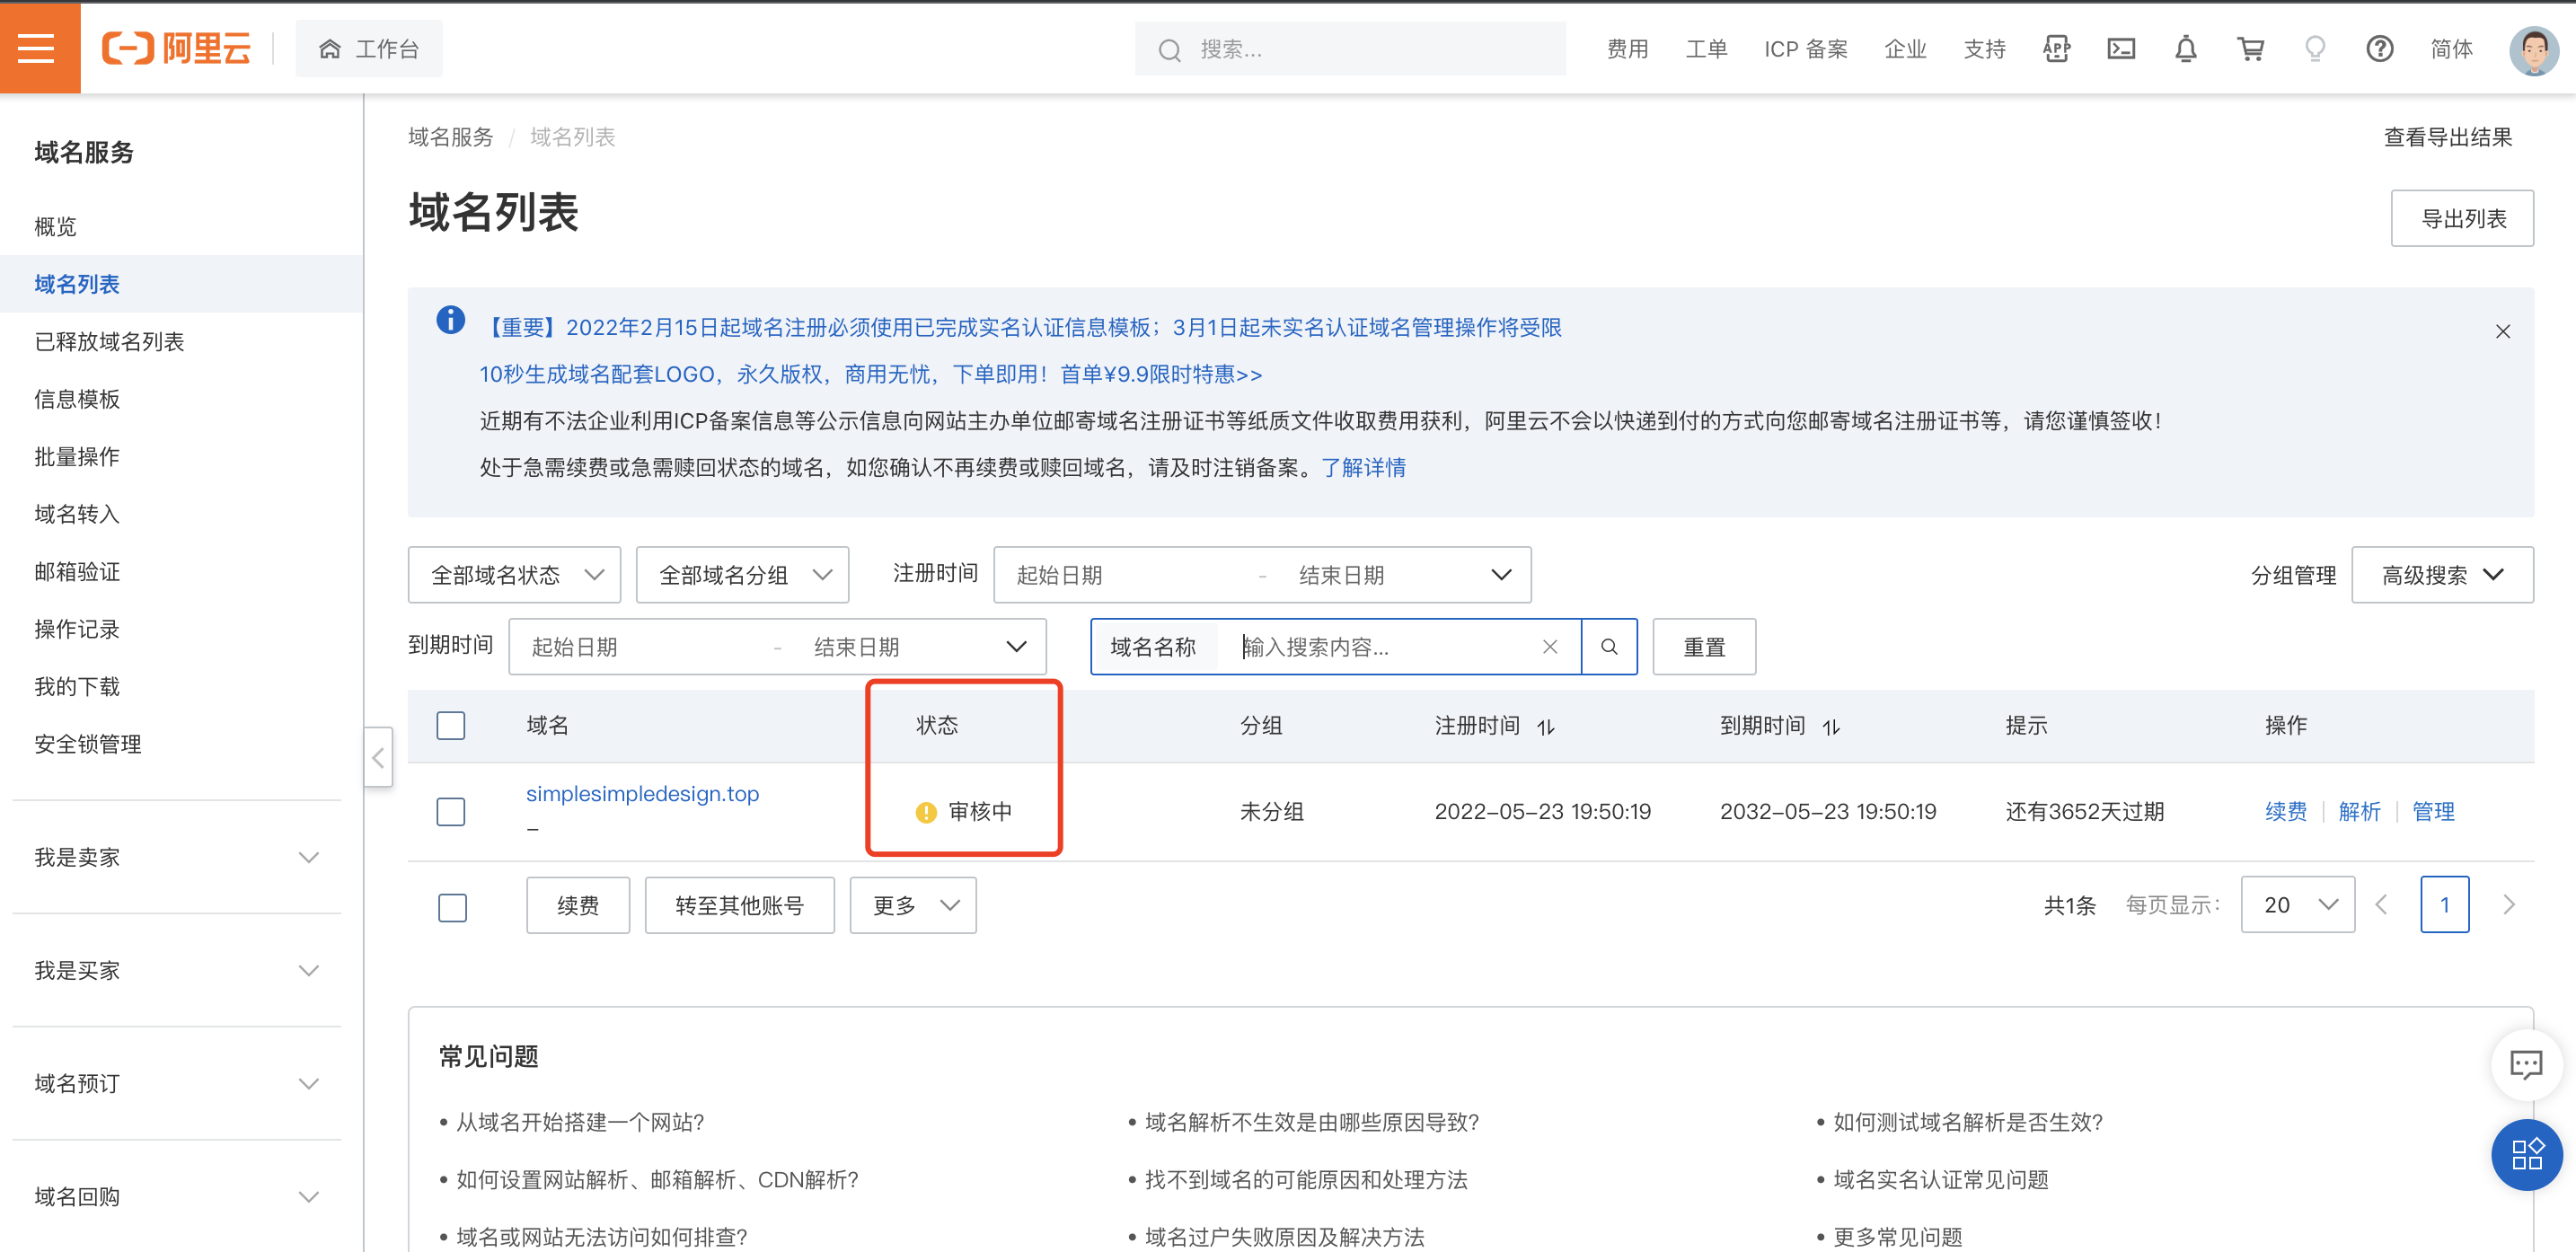 阿里云
工作台
搜索...
费用
工单
ICP 备案
企业
支持
APP
简体
域名服务
概览
域名列表
已释放域名列表
信息模板
批量操作
域名转入
邮箱验证
操作记录
我的下载
安全锁管理
我是卖家
我是买家
域名预订
域名回购
域名服务 / 域名列表
查看导出结果
域名列表
导出列表
【重要】2022年2月15日起域名注册必须使用已完成实名认证信息模板；3月1日起未实名认证域名管理操作将受限
10秒生成域名配套LOGO，永久版权，商用无忧，下单即用！首单¥9.9限时特惠>>
近期有不法企业利用ICP备案信息等公示信息向网站主办单位邮寄域名注册证书等纸质文件收取费用获利，阿里云不会以快递到付的方式向您邮寄域名注册证书等，请您谨慎签收！
处于急需续费或急需赎回状态的域名，如您确认不再续费或赎回域名，请及时注销备案。了解详情
全部域名状态 全部域名分组 注册时间 起始日期 - 结束日期 分组管理 高级搜索
到期时间 起始日期 - 结束日期 域名名称 输入搜索内容... 重置
域名 状态 分组 注册时间 到期时间 提示 操作
simplesimpledesign.top 审核中 未分组 2022-05-23 19:50:19 2032-05-23 19:50:19 还有3652天过期 续费 | 解析 | 管理
–
续费 转至其他账号 更多 共1条 每页显示： 20 1
常见问题
• 从域名开始搭建一个网站？ • 域名解析不生效是由哪些原因导致？ • 如何测试域名解析是否生效？
• 如何设置网站解析、邮箱解析、CDN解析？ • 找不到域名的可能原因和处理方法 • 域名实名认证常见问题
• 域名或网站无法访问如何排查？ • 域名过户失败原因及解决方法 • 更多常见问题